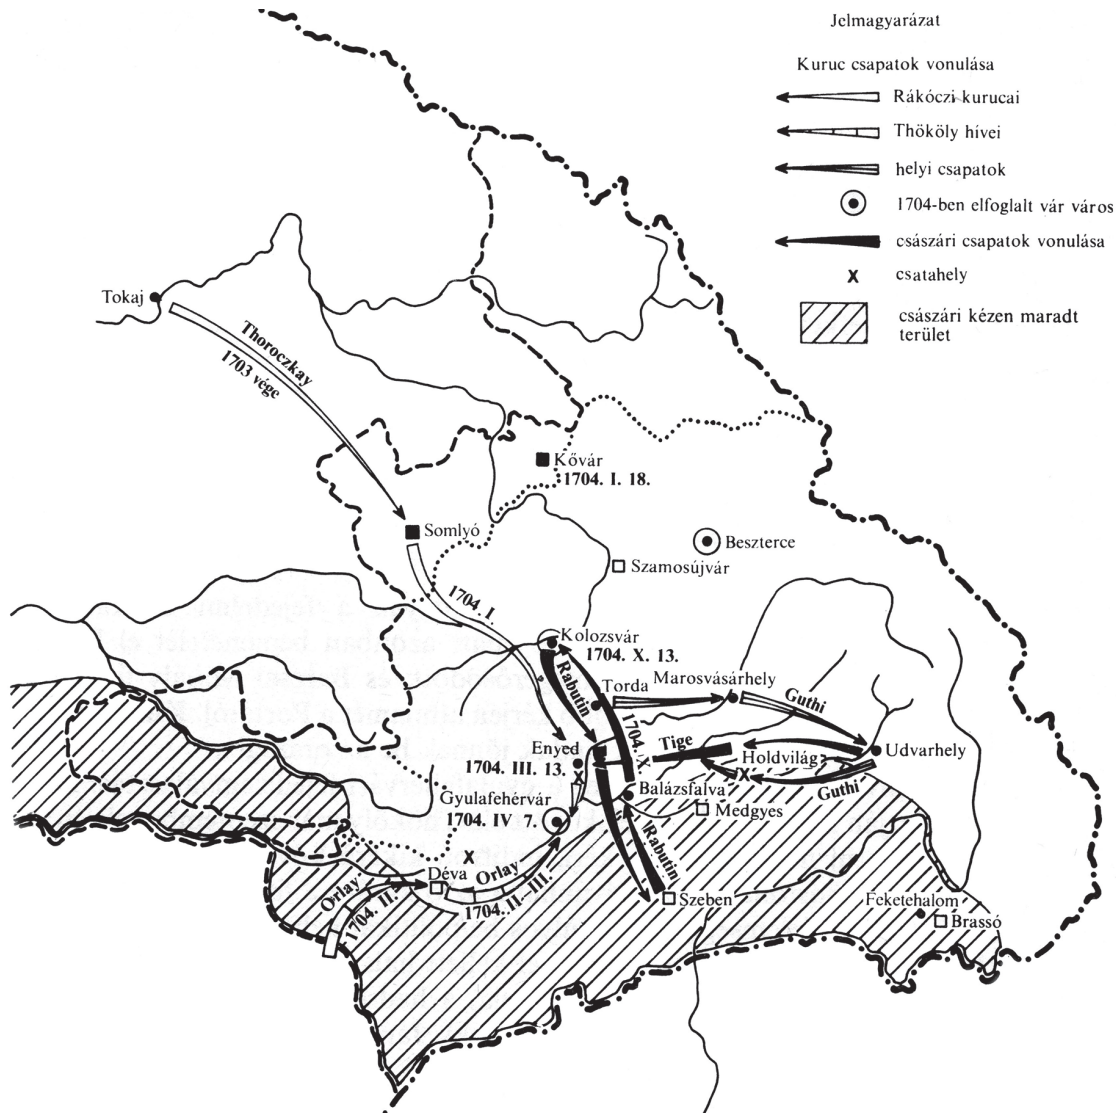 Jelmagyarázat
Kuruc csapatok vonulása
Rákóczi kurucai
Thököly hívei
helyi csapatok
1704-ben elfoglalt vár város
császári csapatok vonulása
x csatahely
császári kézen maradt
terület
Tokaj
Thoroczkay
1703 vége
Kővár
1704. I. 18.
Somlyó
Beszterce
Szamosújvár
1704. I.
Kolozsvár
1704. X. 13.
Rabutin
Torda
Marosvásárhely
Guthi
1704. X.
Tige
Enyed
1704. III. 13.
Holdvilág
Udvarhely
x
x
Guthi
Gyulafehérvár
1704. IV 7.
Balázsfalva
Medgyes
x
Rabutin
Déva
Orlay
Orlay
1704. II.
1704. II–III.
Szeben
Feketehalom
Brassó